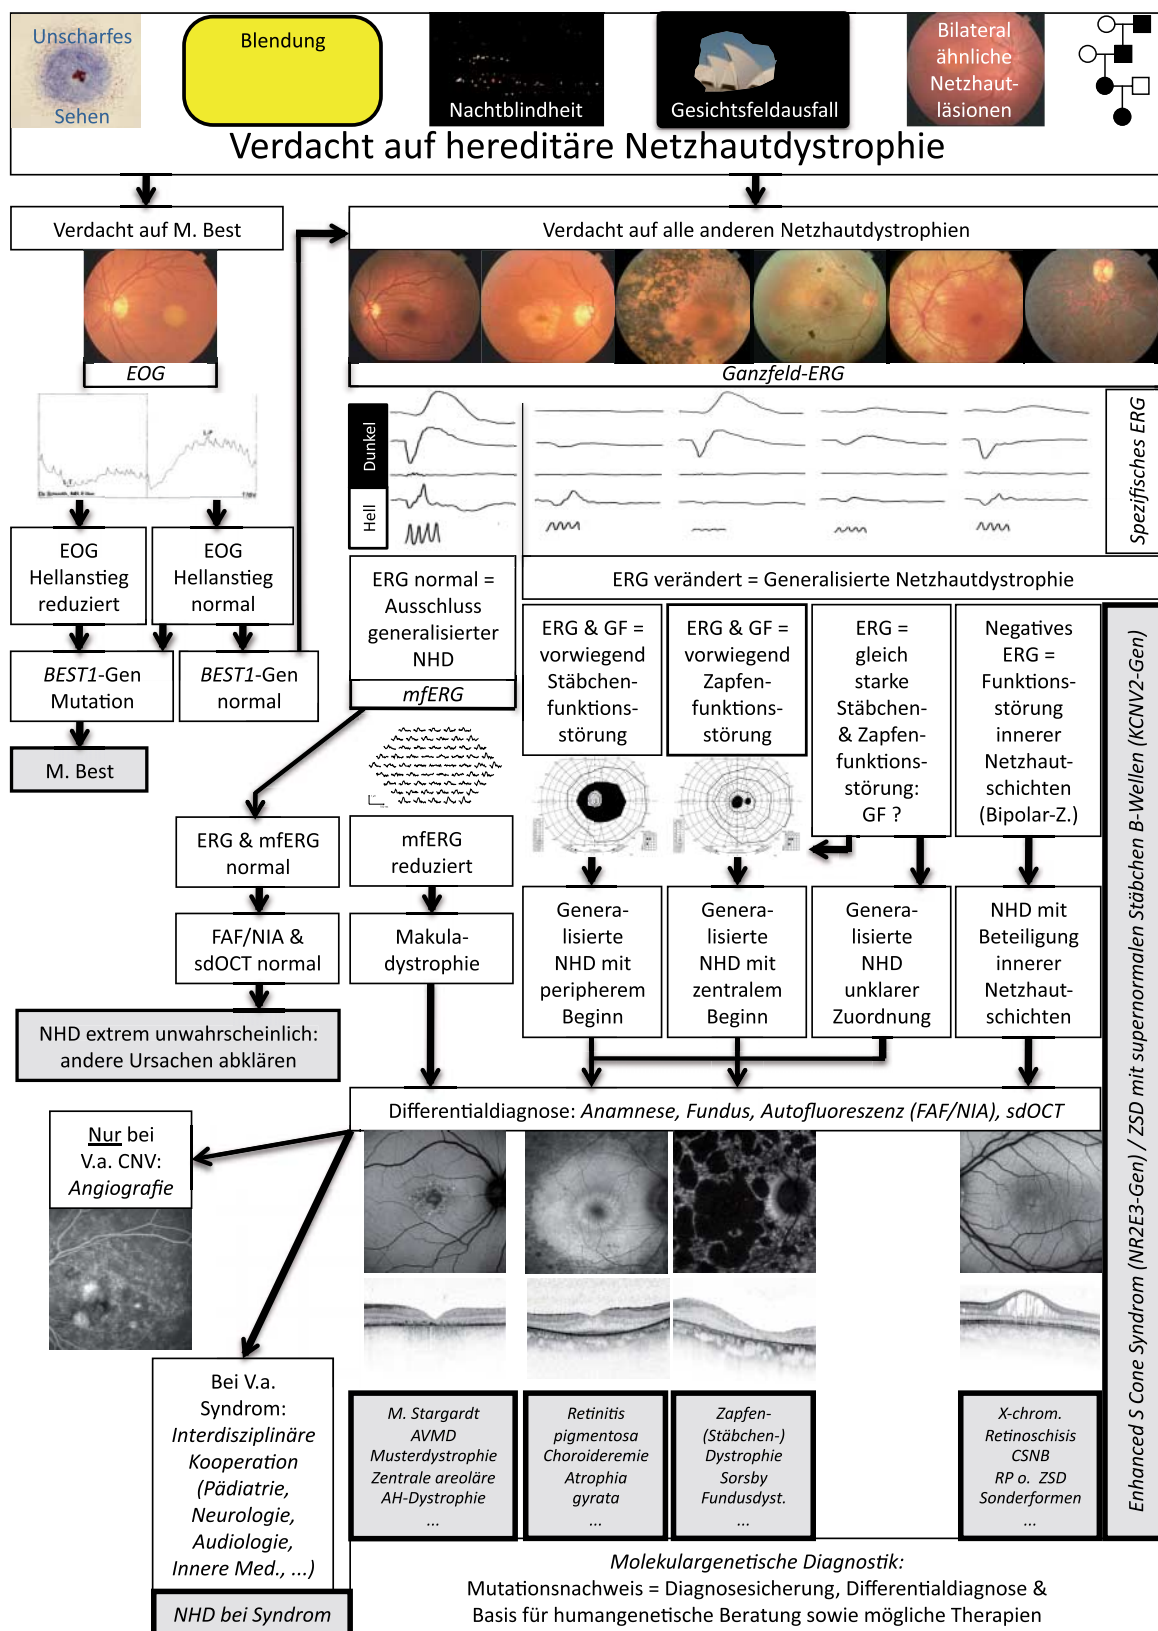 Unscharfes
Sehen
Blendung
Nachtblindheit
Gesichtsfeldausfall
Bilateral
ähnliche
Netzhaut-
läsionen
Verdacht auf hereditäre Netzhautdystrophie
Verdacht auf M. Best
Verdacht auf alle anderen Netzhautdystrophien
EOG
Ganzfeld-ERG
Dunkel
Hell
Spezifisches ERG
EOG
Hellanstieg
reduziert
EOG
Hellanstieg
normal
BEST1-Gen
Mutation
BEST1-Gen
normal
M. Best
ERG normal =
Ausschluss
generalisierter
NHD
mfERG
ERG verändert = Generalisierte Netzhautdystrophie
ERG & GF =
vorwiegend
Stäbchen-
funktions-
störung
ERG & GF =
vorwiegend
Zapfen-
funktions-
störung
ERG =
gleich
starke
Stäbchen-
& Zapfen-
funktions-
störung:
GF ?
Negatives
ERG =
Funktions-
störung
innerer
Netzhaut-
schichten
(Bipolar-Z.)
ERG & mfERG
normal
mfERG
reduziert
FAF/NIA &
sdOCT normal
Makula-
dystrophie
Genera-
lisierte
NHD mit
peripherem
Beginn
Genera-
lisierte
NHD mit
zentralem
Beginn
Genera-
lisierte
NHD
unklarer
Zuordnung
NHD mit
Beteiligung
innerer
Netzhaut-
schichten
NHD extrem unwahrscheinlich:
andere Ursachen abklären
Differentialdiagnose: Anamnese, Fundus, Autofluoreszenz (FAF/NIA), sdOCT
Nur bei
V.a. CNV:
Angiografie
Bei V.a.
Syndrom:
Interdisziplinäre
Kooperation
(Pädiatrie,
Neurologie,
Audiologie,
Innere Med., ...)
NHD bei Syndrom
M. Stargardt
AVMD
Musterdystrophie
Zentrale areoläre
AH-Dystrophie
...
Retinitis
pigmentosa
Choroideremie
Atrophia
gyrata
...
Zapfen-
(Stäbchen-)
Dystrophie
Sorsby
Fundusdyst.
...
X-chrom.
Retinoschisis
CSNB
RP o. ZSD
Sonderformen
...
Enhanced S Cone Syndrom (NR2E3-Gen) / ZSD mit supernormalen Stäbchen B-Wellen (KCNV2-Gen)
Molekulargenetische Diagnostik:
Mutationsnachweis = Diagnosesicherung, Differentialdiagnose &
Basis für humangenetische Beratung sowie mögliche Therapien